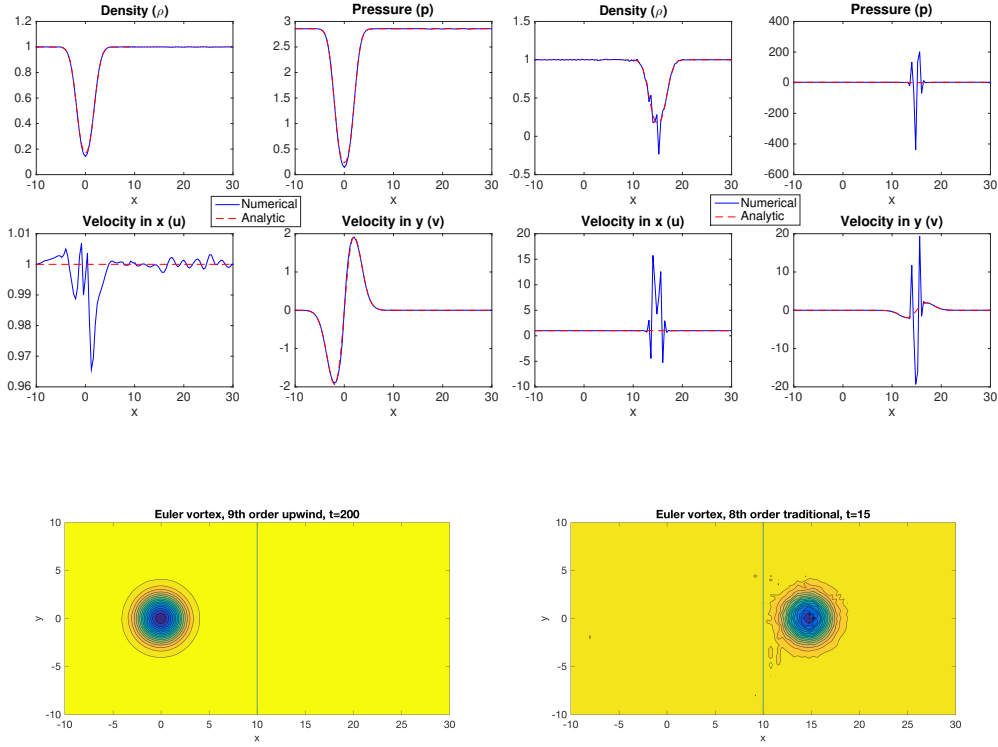 Density (ρ)
1.2
1
0.8
0.6
0.4
0.2
0
-10 0 10 20 30
x
Pressure (p)
3
2.5
2
1.5
1
0.5
0
-10 0 10 20 30
x
Velocity in x (u)
1.01
1
0.99
0.98
0.97
0.96
-10 0 10 20 30
x
Velocity in y (v)
2
1
0
-1
-2
-10 0 10 20 30
x
Numerical
Analytic
Density (ρ)
1.5
1
0.5
0
-0.5
-10 0 10 20 30
x
Pressure (p)
400
200
0
-200
-400
-600
-10 0 10 20 30
x
Velocity in x (u)
20
15
10
5
0
-5
-10
-10 0 10 20 30
x
Velocity in y (v)
20
10
0
-10
-20
-10 0 10 20 30
x
Numerical
Analytic
Euler vortex, 9th order upwind, t=200
10
5
0
-5
-10
y
-10 -5 0 5 10 15 20 25 30
x
Euler vortex, 8th order traditional, t=15
10
5
0
-5
-10
y
-10 -5 0 5 10 15 20 25 30
x